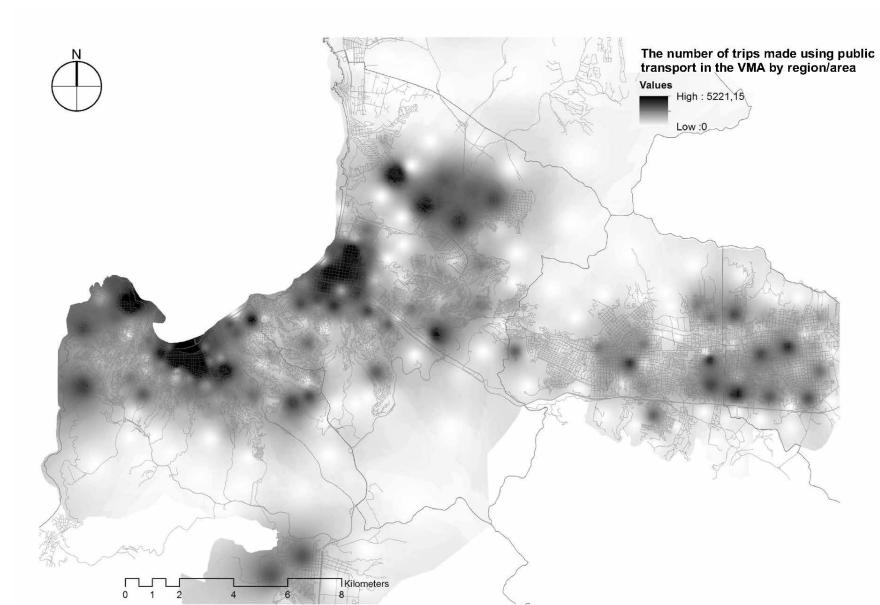 N
The number of trips made using public
transport in the VMA by region/area
Values
High : 5221,15
Low :0
Kilometers
0 1 2 4 6 8